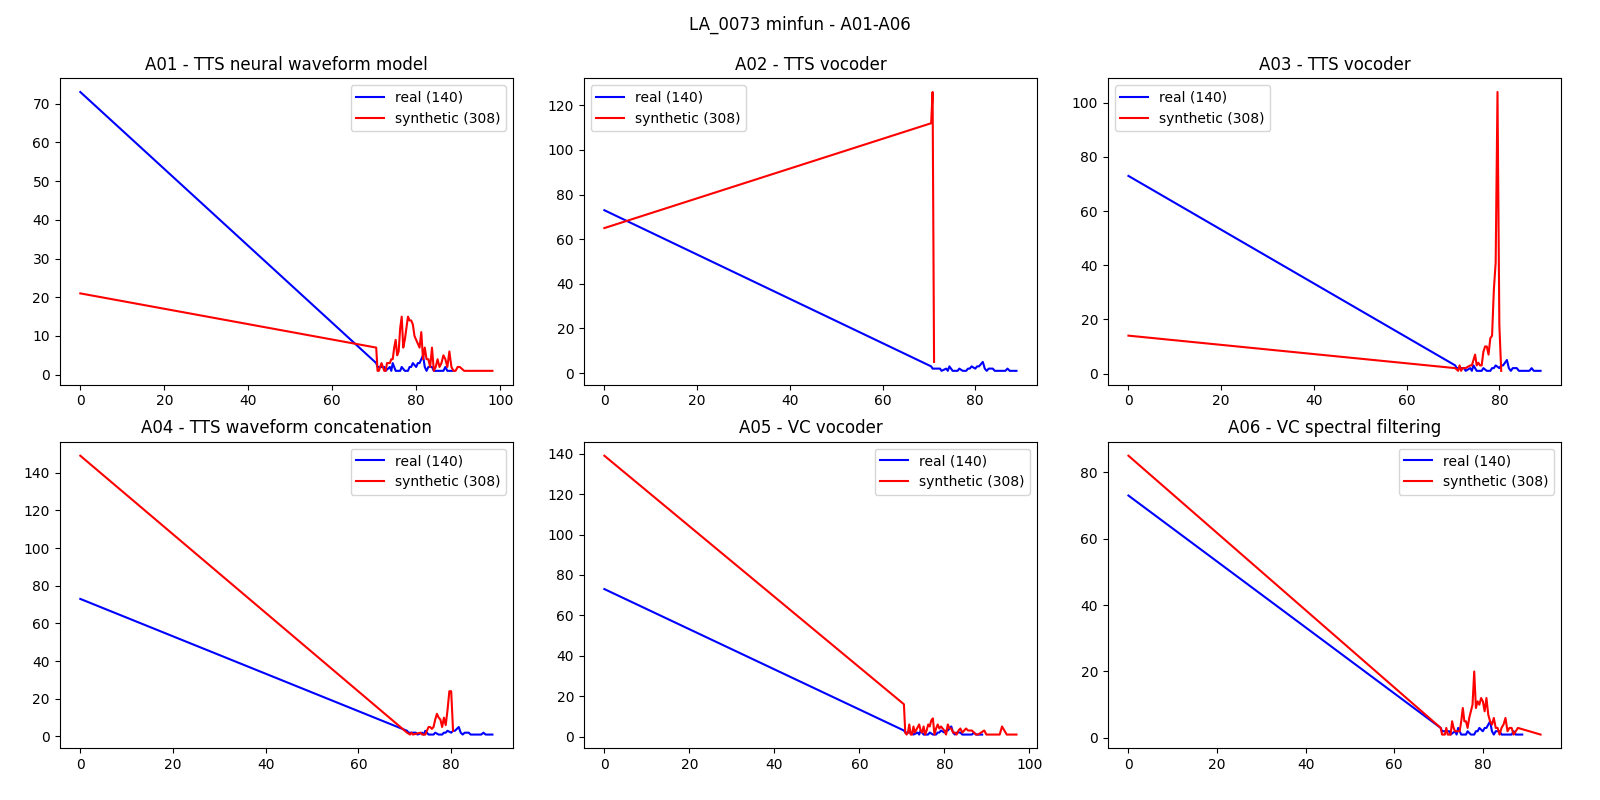 LA_0073 minfun - A01-A06
A01 - TTS neural waveform model
70
60
50
40
30
20
10
0
0 20 40 60 80 100
real (140)
synthetic (308)
A02 - TTS vocoder
120
100
80
60
40
20
0
0 20 40 60 80
real (140)
synthetic (308)
A03 - TTS vocoder
100
80
60
40
20
0
0 20 40 60 80
real (140)
synthetic (308)
A04 - TTS waveform concatenation
140
120
100
80
60
40
20
0
0 20 40 60 80
real (140)
synthetic (308)
A05 - VC vocoder
140
120
100
80
60
40
20
0
0 20 40 60 80 100
real (140)
synthetic (308)
A06 - VC spectral filtering
80
60
40
20
0
0 20 40 60 80
real (140)
synthetic (308)